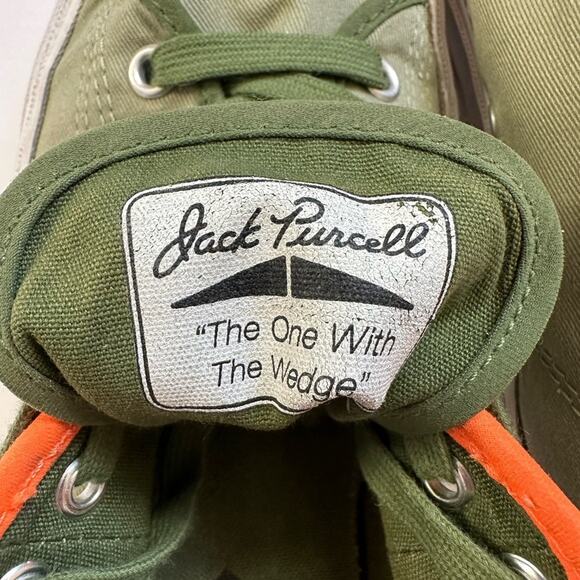 Jack Purcell
"The One With
The Wedge"